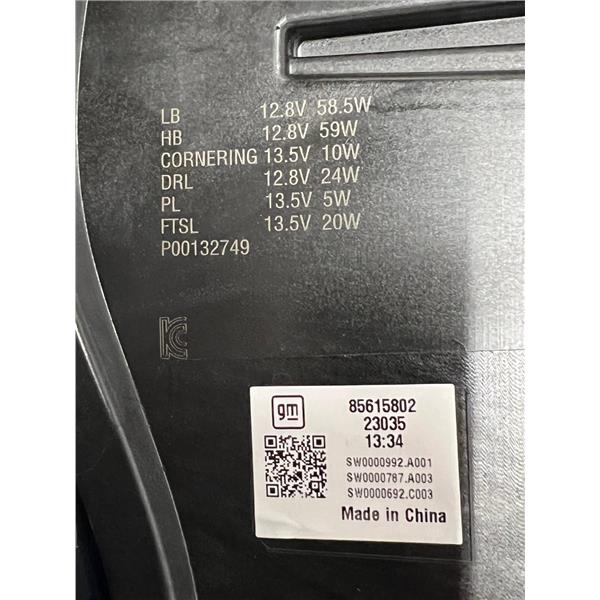 LB 12.8V 58.5W
HB 12.8V 59W
CORNERING 13.5V 10W
DRL 12.8V 24W
PL 13.5V 5W
FTSL 13.5V 20W
P00132749
KC
gm
85615802
23035
13:34
SW0000992.A001
SW0000787.A003
SW0000692.C003
Made in China